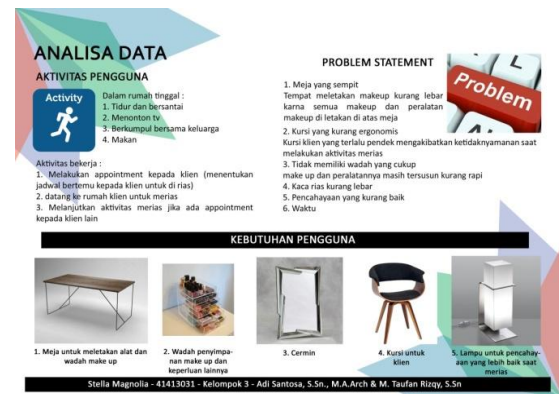 ANALISA DATA
AKTIVITAS PENGGUNA
Activity
Dalam rumah tinggal :
1. Tidur dan bersantai
2. Menonton tv
3. Berkumpul bersama keluarga
4. Makan
Aktivitas bekerja :
1. Melakukan appointment kepada klien (menentukan
jadwal bertemu kepada klien untuk di rias)
2. datang ke rumah klien untuk merias
3. Melanjutkan aktivitas merias jika ada appointment
kepada klien lain
PROBLEM STATEMENT
1. Meja yang sempit
Tempat meletakan makeup kurang lebar
karna semua makeup dan peralatan
makeup di letakan di atas meja
2. Kursi yang kurang ergonomis
Kursi klien yang terlalu pendek mengakibatkan ketidaknyamanan saat
melakukan aktivitas merias
3. Tidak memiliki wadah yang cukup
make up dan peralatannya masih tersusun kurang rapi
4. Kaca rias kurang lebar
5. Pencahayaan yang kurang baik
6. Waktu
L
Problem
KEBUTUHAN PENGGUNA
1. Meja untuk meletakan alat dan
wadah make up
2. Wadah penyimpa-
nan make up dan
keperluan lainnya
3. Cermin
4. Kursi untuk
klien
5. Lampu untuk pencahay-
aan yang lebih baik saat
merias
Stella Magnolia - 41413031 - Kelompok 3 - Adi Santosa, S.Sn., M.A.Arch & M. Taufan Rizqy, S.Sn